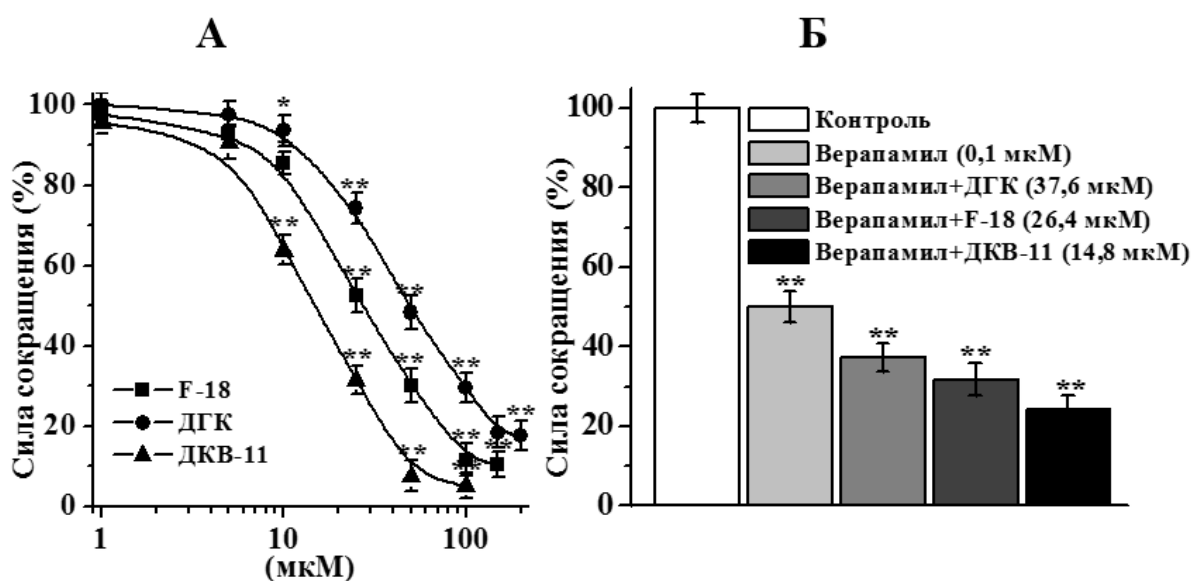 А
Сила сокращения (%)
100
80
60
40
20
0
*
**
**
**
**
**
**
**
**
**
**
**
**
**
F-18
ДГК
ДКВ-11
1
10
100
(мкМ)
Б
Сила сокращения (%)
100
80
60
40
20
0
Контроль
Верапамил (0,1 мкМ)
Верапамил+ДГК (37,6 мкМ)
Верапамил+F-18 (26,4 мкМ)
Верапамил+ДКВ-11 (14,8 мкМ)
**
**
**
**